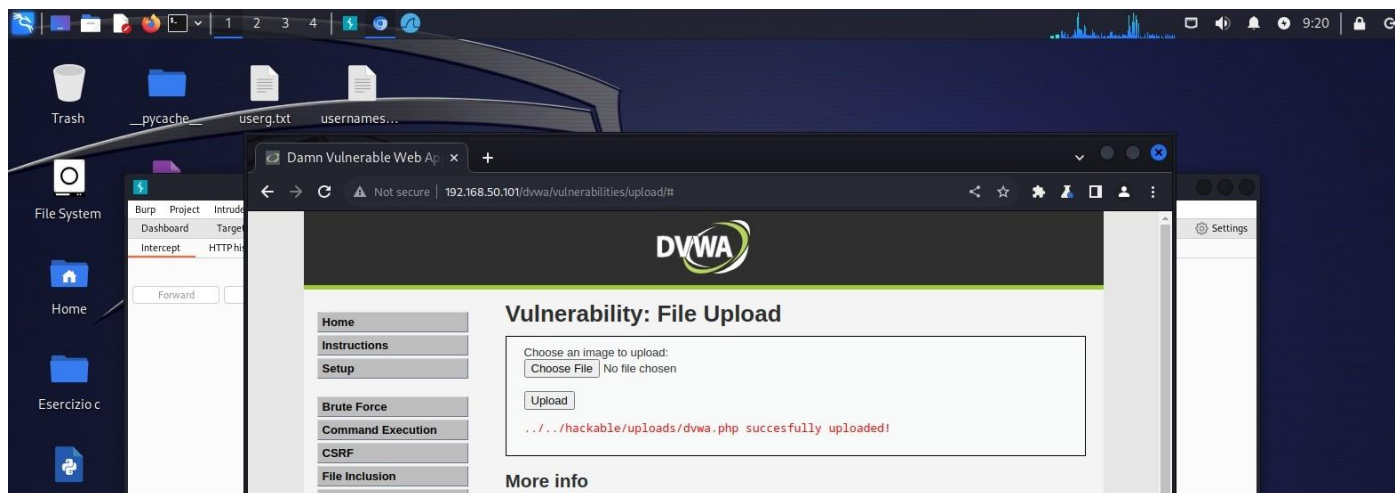 1 2 3 4
9:20
Trash
__pycache__
userg.txt
usernames...
Damn Vulnerable Web Ap
Not secure | 192.168.50.101/dvwa/vulnerabilities/upload/#
File System
Burp Project Intrude
Dashboard Target
Settings
Intercept HTTP his
Forward
DVWA
Home
Esercizio c
Home
Instructions
Setup
Brute Force
Command Execution
CSRF
File Inclusion
Vulnerability: File Upload
Choose an image to upload:
Choose File No file chosen
Upload
../../hackable/uploads/dvwa.php succesfully uploaded!
More info